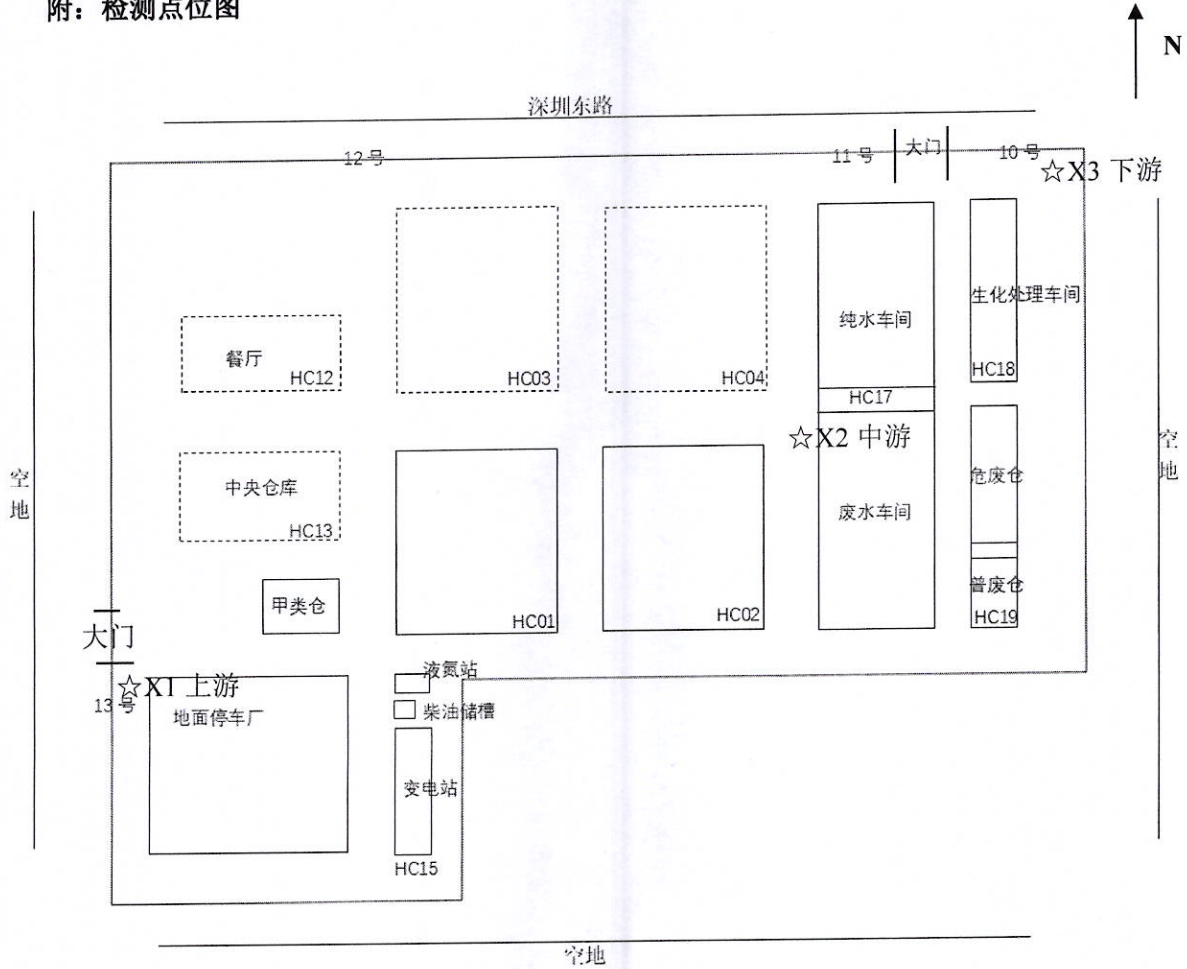 附：检测点位图
N
深圳东路
12号
11号
大门
10号
☆X3 下游
生化处理车间
纯水车间
餐厅
HC12
HC03
HC04
HC18
HC17
☆X2 中游
空地
中央仓库
HC13
危废仓
空地
废水车间
甲类仓
HC01
HC02
普废仓
HC19
大门
☆X1 上游
13号
地面停车厂
液氮站
柴油储槽
变电站
HC15
空地